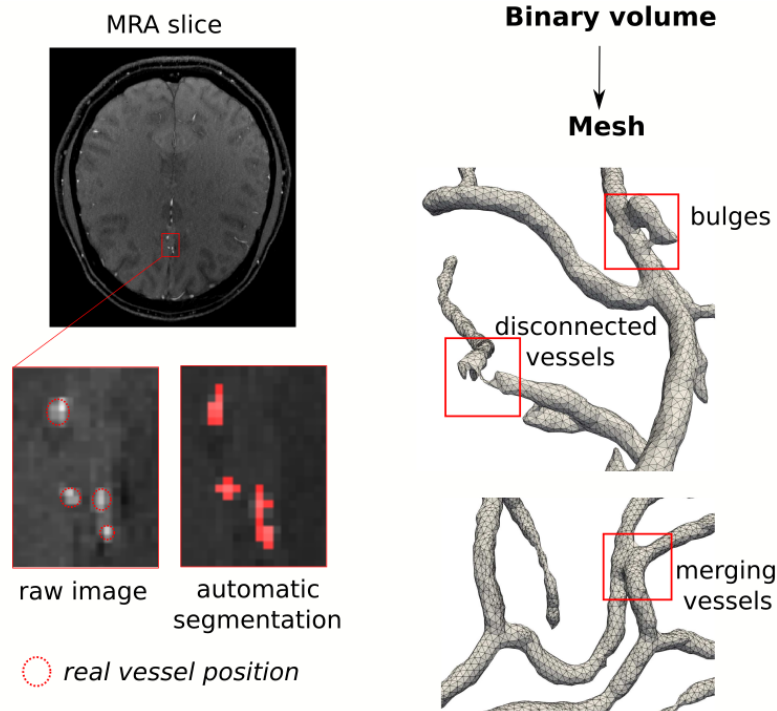 MRA slice
raw image
automatic
segmentation
real vessel position
Binary volume
Mesh
bulges
disconnected
vessels
merging
vessels